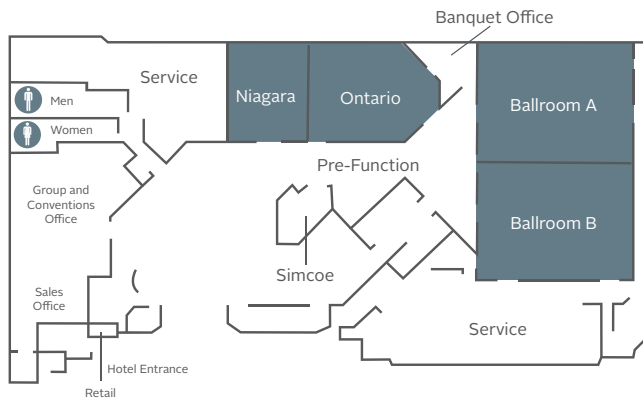 Banquet Office
Service
Niagara
Ontario
Ballroom A
Men
Women
Pre-Function
Group and
Conventions
Office
Ballroom B
Simcoe
Sales
Office
Service
Hotel Entrance
Retail